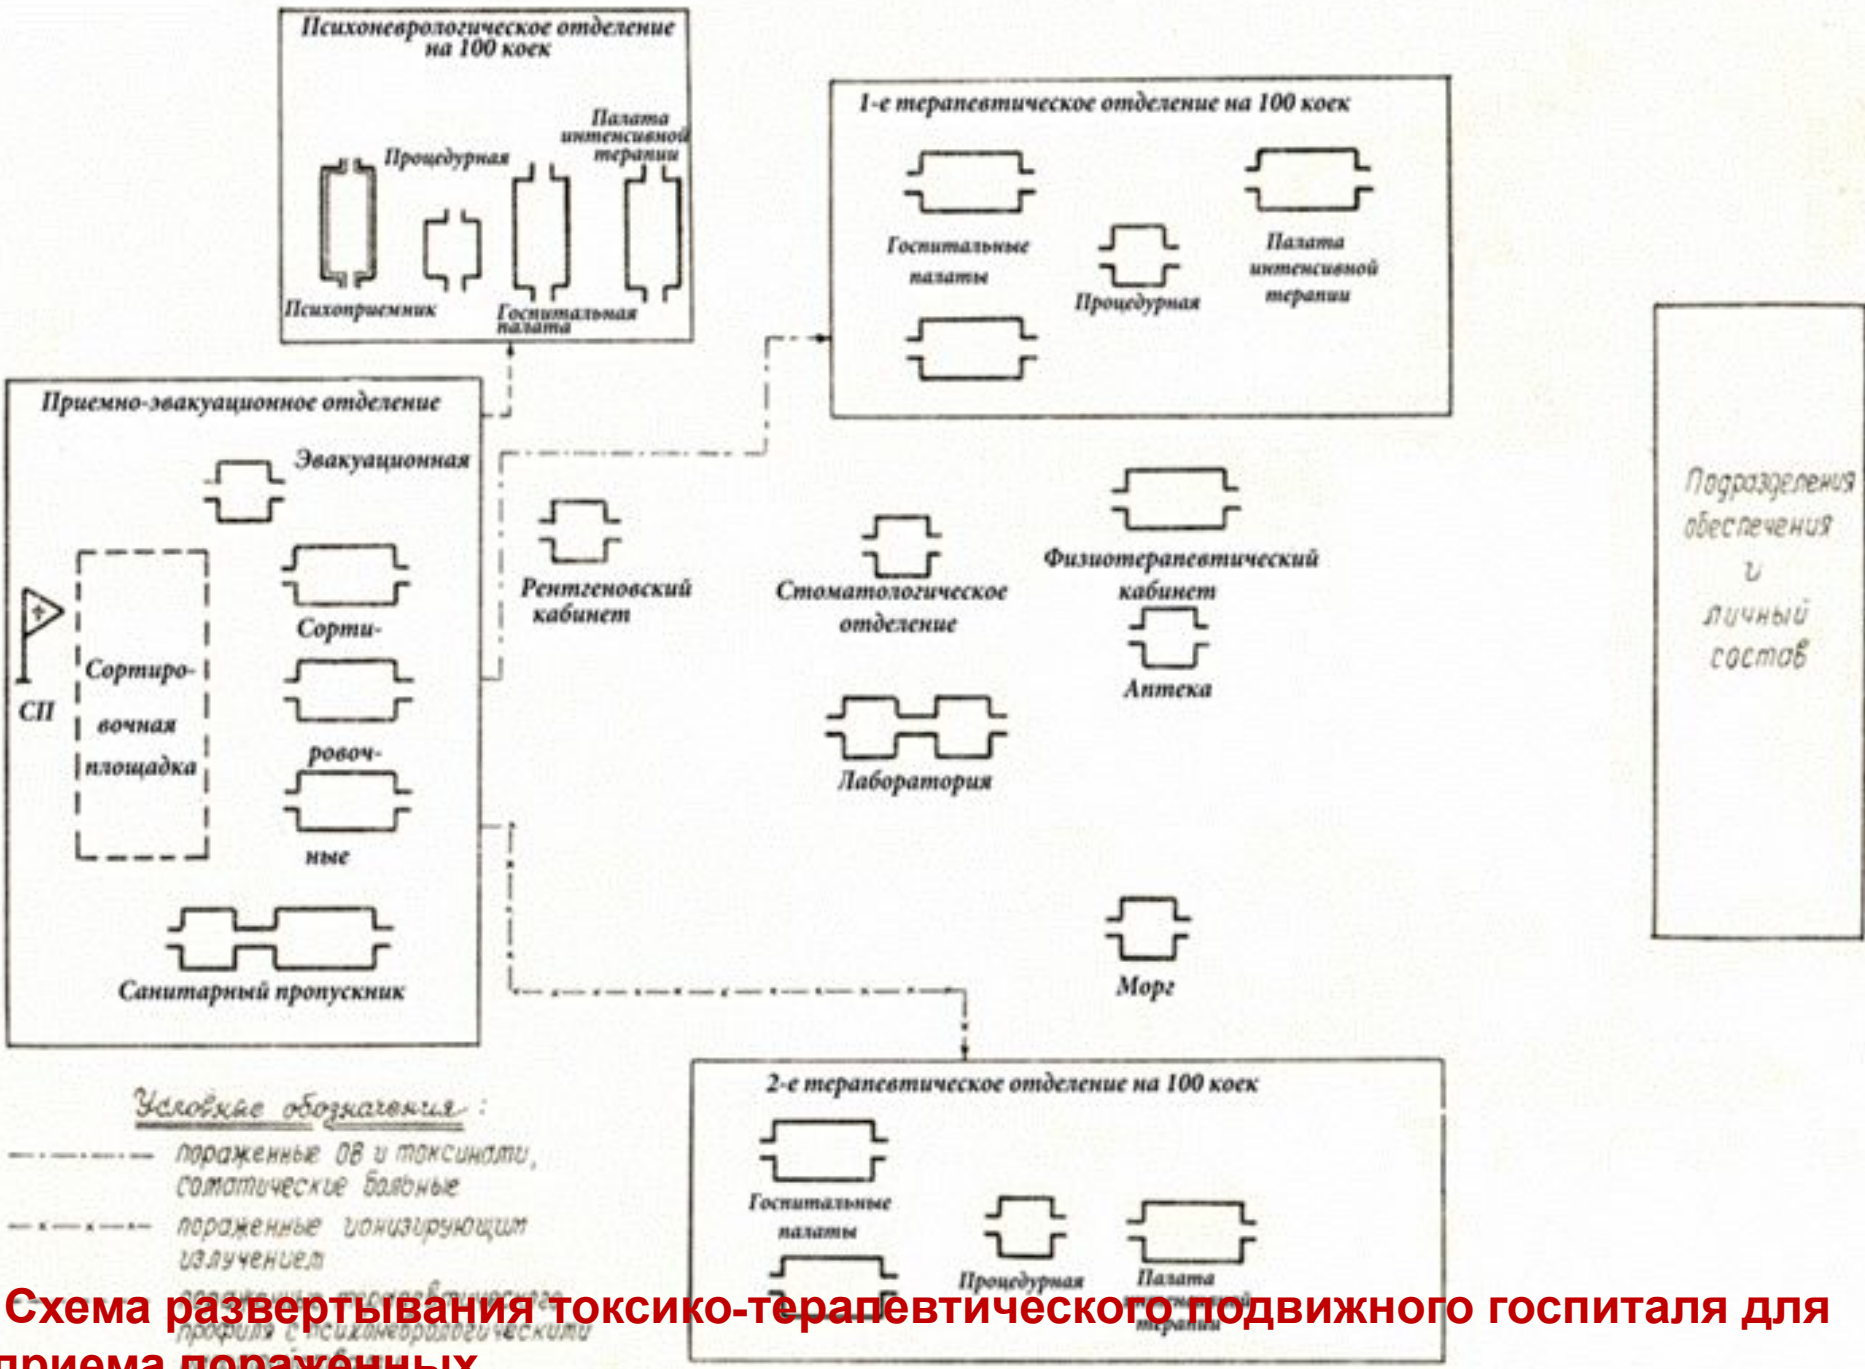 Психоневрологическое отделение
на 100 коек
Палата
интенсивной
терапии
Процедурная
Психоприемник
Госпитальная
палата
1-е терапевтическое отделение на 100 коек
Госпитальные
палаты
Процедурная
Палата
интенсивной
терапии
Приемно-эвакуационное отделение
Эвакуационная
Сорти-
ровоч-
ные
СП
Сортиро-
вочная
площадка
Санитарный пропускник
Рентгеновский
кабинет
Стоматологическое
отделение
Физиотерапевтический
кабинет
Аптека
Лаборатория
Морг
Подразделения
обеспечения
и
личный
состав
2-е терапевтическое отделение на 100 коек
Госпитальные
палаты
Процедурная
Палата
терапии
Условные обозначения:
пораженные ОВ и токсинами,
соматические больные
пораженные ионизирующим
излучением
профиля с психоневрологическими
Схема развертывания токсико-терапевтического подвижного госпиталя для
приема пораженных